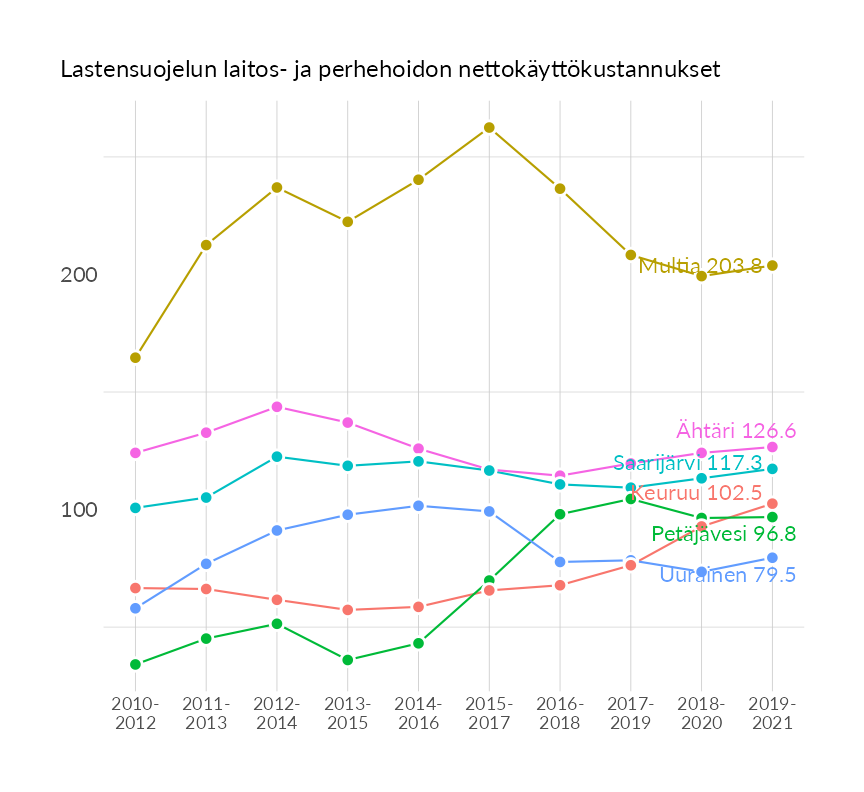 Lastensuojelun laitos- ja perhehoidon nettokäyttökustannukset
200
Multia 203.8
Ähtäri 126.6
Saarijärvi 117.3
Keuruu 102.5
100
Petäjävesi 96.8
Uurainen 79.5
2010- 2011- 2012- 2013- 2014- 2015- 2016- 2017- 2018- 2019-
2012 2013 2014 2015 2016 2017 2018 2019 2020 2021